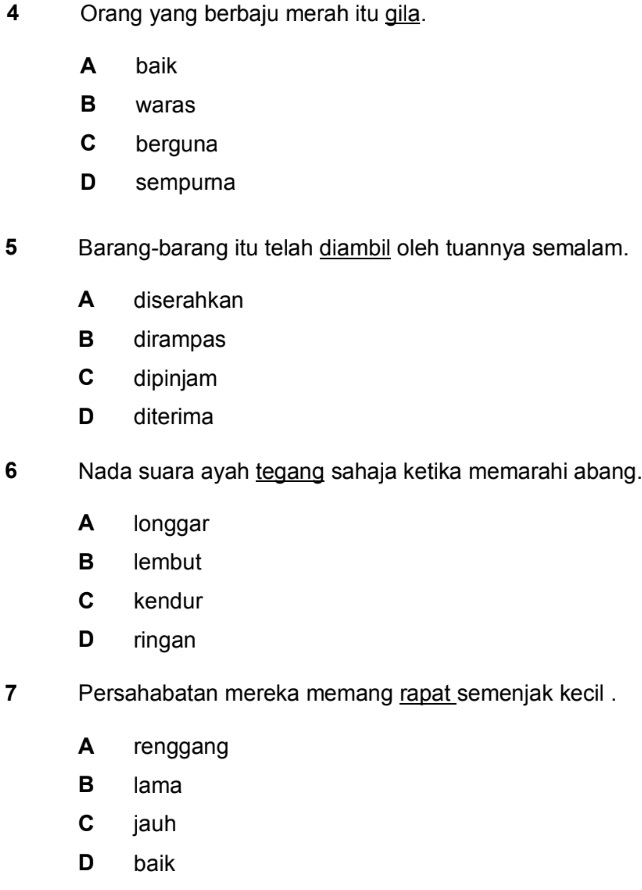 4 Orang yang berbaju merah itu gila.
A baik
B waras
C berguna
D sempurna
5 Barang-barang itu telah diambil oleh tuannya semalam.
A diserahkan
B dirampas
C dipinjam
D diterima
6 Nada suara ayah tegang sahaja ketika memarahi abang.
A longgar
B lembut
C kendur
D ringan
7 Persahabatan mereka memang rapat semenjak kecil .
A renggang
B lama
C jauh
D baik